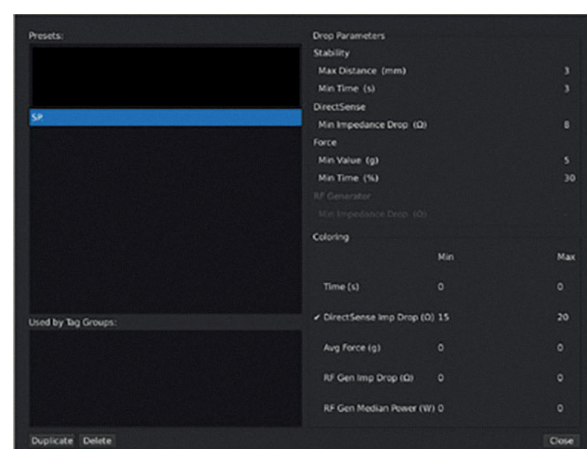 Presets:
SP
Used by Tag Groups:
Duplicate Delete
Drop Parameters
Stability
Max Distance (mm) 3
Min Time (s) 3
DirectSense
Min Impedance Drop (Ω) 8
Force
Min Value (g) 5
Min Time (%) 30
RF Generator
Min Impedance Drop (Ω)
Coloring
Min Max
Time (s) 0 0
✓ DirectSense Imp Drop (Ω) 15 20
Avg Force (g) 0 0
RF Gen Imp Drop (Ω) 0 0
RF Gen Median Power (W) 0 0
Close